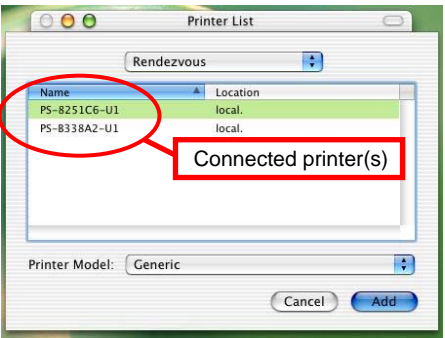 Printer List
Rendezvous
Name Location
PS-8251C6-U1 local.
PS-B338A2-U1 local.
Connected printer(s)
Printer Model: Generic
Cancel Add